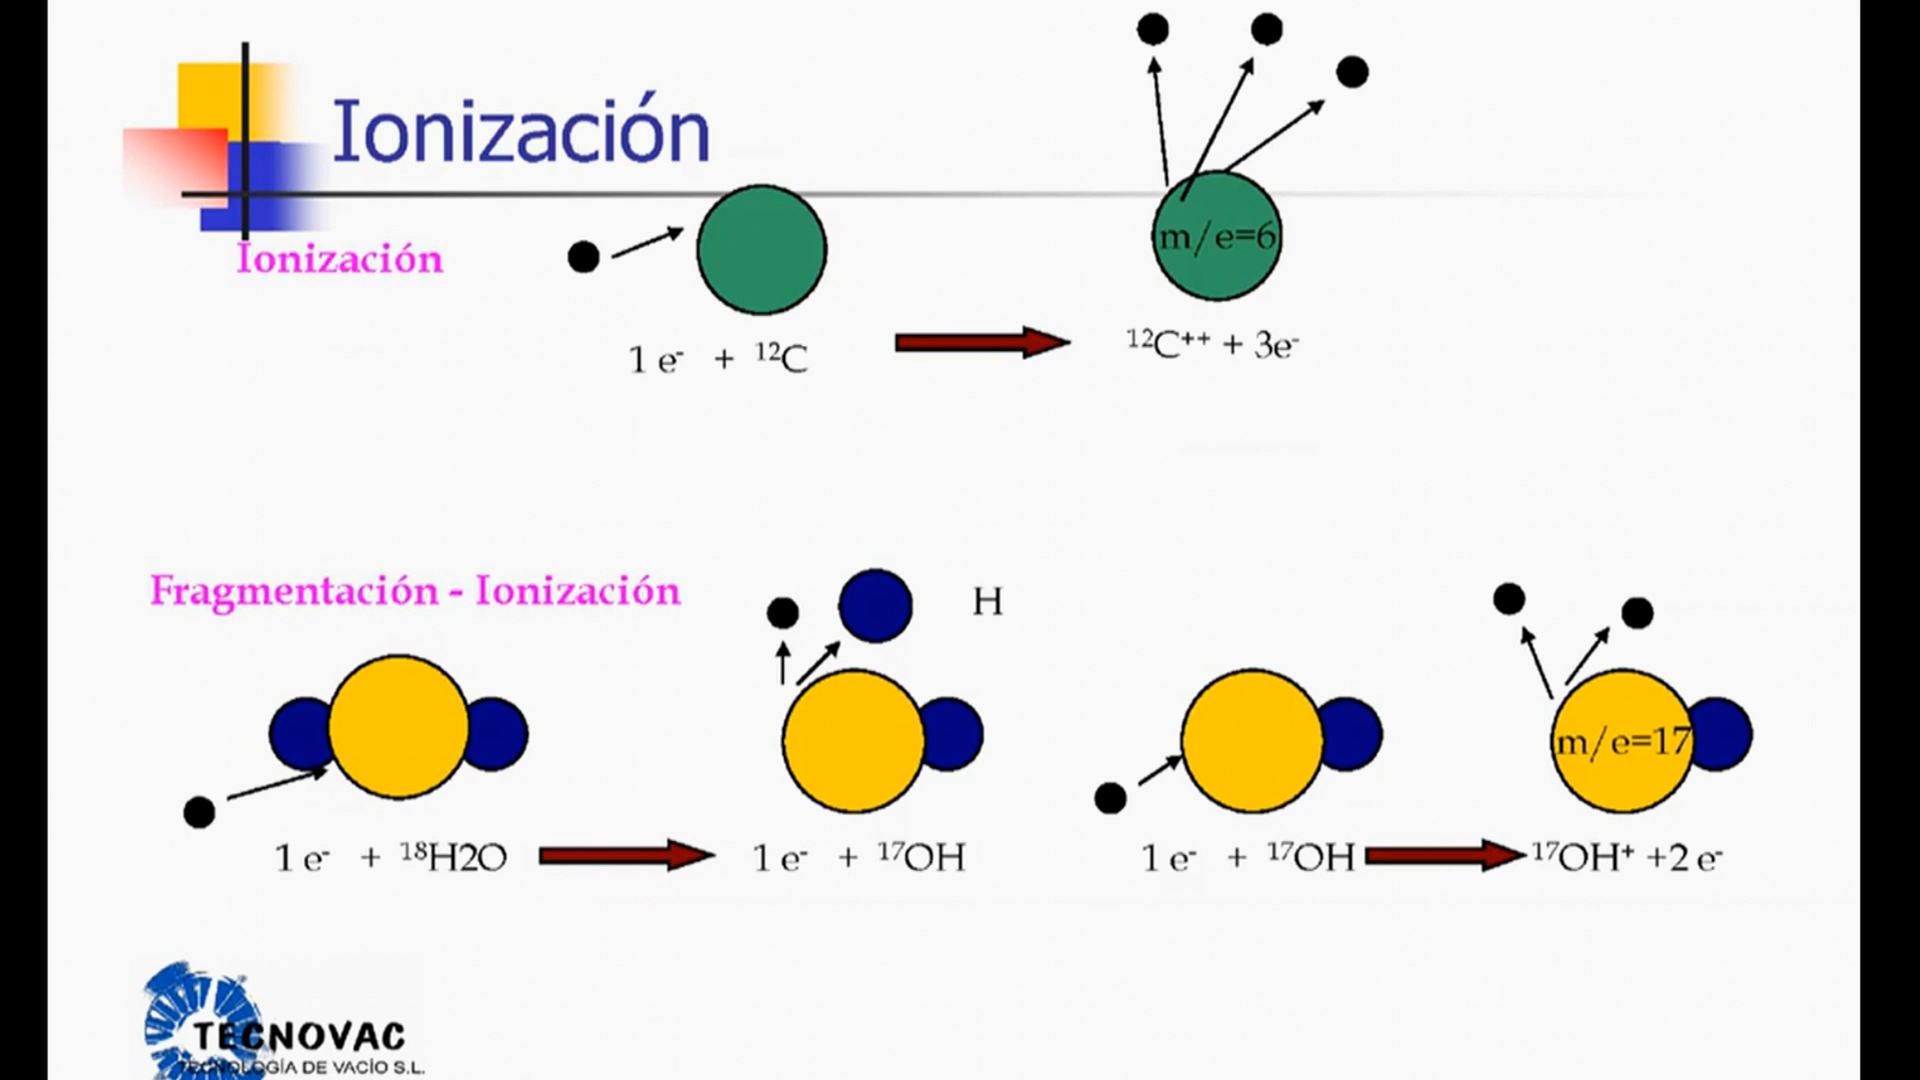 Ionización
Ionización
m/e=6
1 e⁻ + ¹²C
¹²C⁺⁺ + 3e⁻
Fragmentación - Ionización
H
m/e=17
1 e⁻ + ¹⁸H2O
1 e⁻ + ¹⁷OH
1 e⁻ + ¹⁷OH
¹⁷OH⁺ +2 e⁻
TECNOVAC
TECNOLOGÍA DE VACÍO S.L.